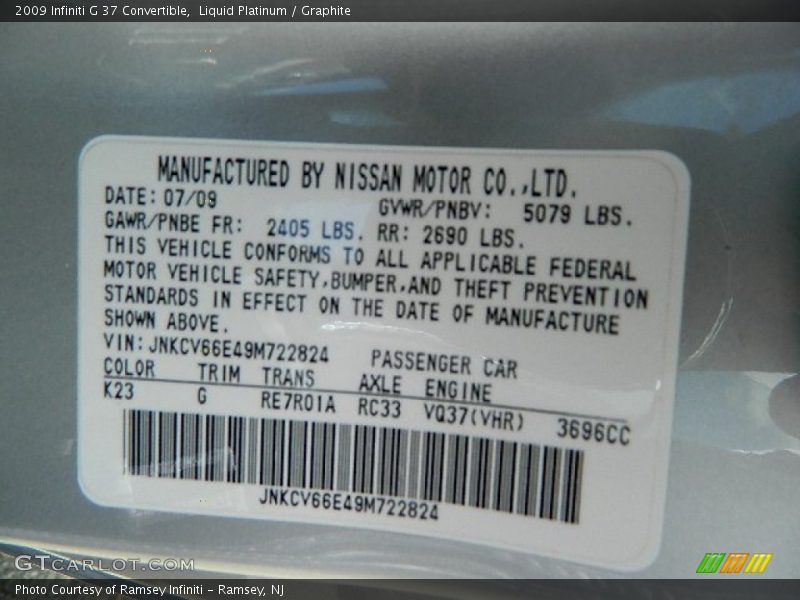 2009 Infiniti G 37 Convertible,  Liquid Platinum / Graphite
MANUFACTURED BY NISSAN MOTOR CO.,LTD.
DATE: 07/09 GVWR/PNBV: 5079 LBS.
GAWR/PNBE FR: 2405 LBS. RR: 2690 LBS.
THIS VEHICLE CONFORMS TO ALL APPLICABLE FEDERAL
MOTOR VEHICLE SAFETY,BUMPER,AND THEFT PREVENTION
STANDARDS IN EFFECT ON THE DATE OF MANUFACTURE
SHOWN ABOVE.
VIN: JNKCV66E49M722824 PASSENGER CAR
COLOR TRIM TRANS AXLE ENGINE
K23 G RE7R01A RC33 VQ37(VHR) 3696CC
JNKCV66E49M722824
GTCARLOT.COM
Photo Courtesy of Ramsey Infiniti - Ramsey, NJ